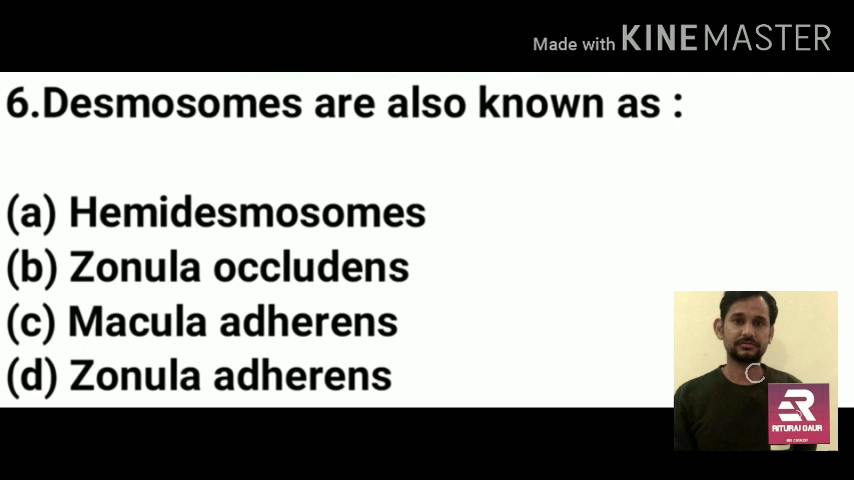 Made with KINEMASTER
6.Desmosomes are also known as :
(a) Hemidesmosomes
(b) Zonula occludens
(c) Macula adherens
(d) Zonula adherens
RITURAJ GAUR